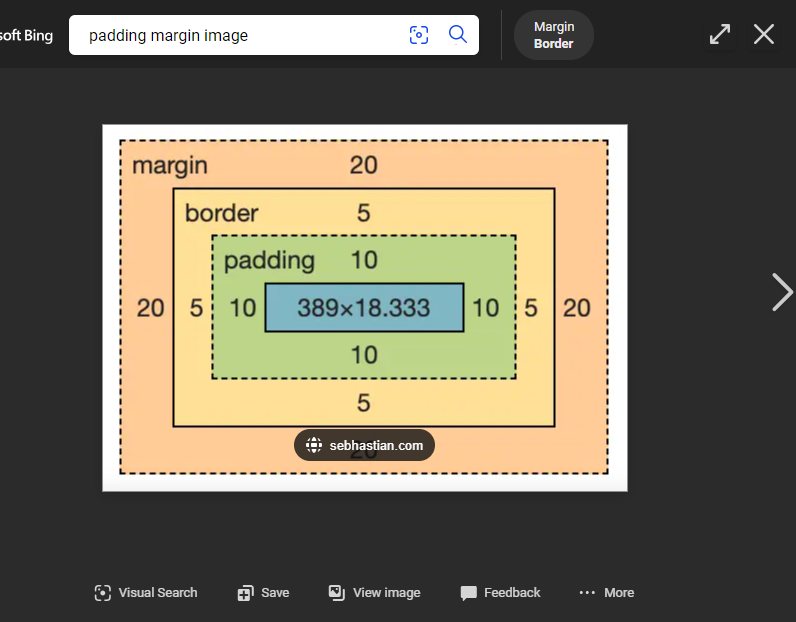 soft Bing
padding margin image
Margin
Border
margin 20
border 5
padding 10
20 5 10 389×18.333 10 5 20
10
5
sebhastian.com
20
Visual Search
Save
View image
Feedback
More